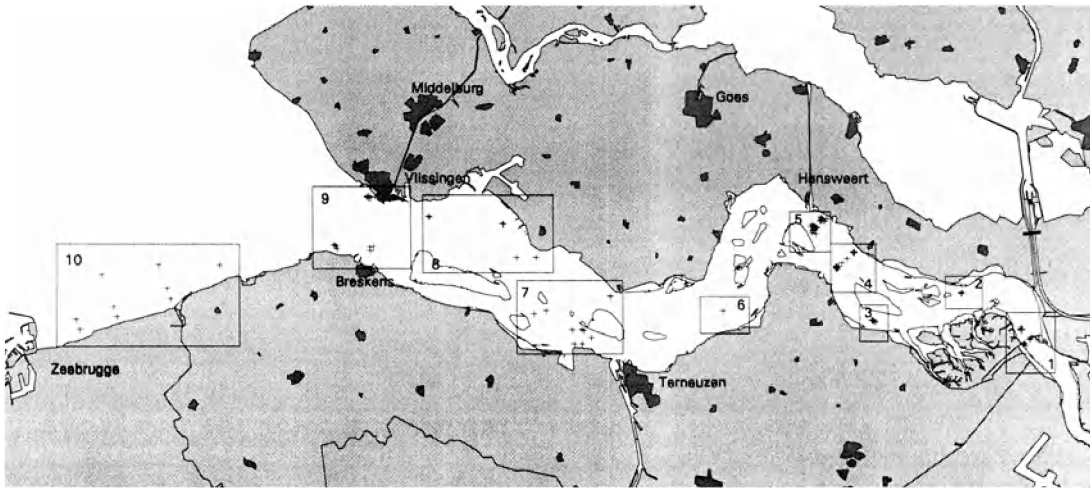 Middelburg
Goes
Vlissingen
Hansweert
9
5
10
8
4
2
Breskens
7
6
3
1
Zeebrugge
Terneuzen